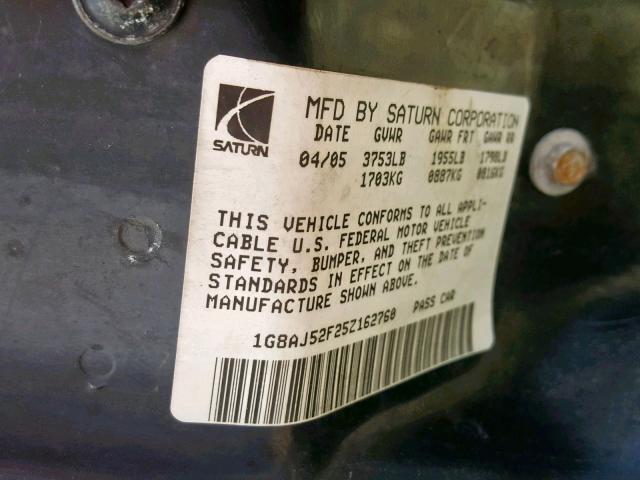 SATURN
MFD BY SATURN CORPORATION
DATE GVWR GAWR FRT GAWR RR
04/05 3753LB 1955LB 1798LB
1703KG 0887KG 0816KG
THIS VEHICLE CONFORMS TO ALL APPLI-
CABLE U.S. FEDERAL MOTOR VEHICLE
SAFETY, BUMPER, AND THEFT PREVENTION
STANDARDS IN EFFECT ON THE DATE OF
MANUFACTURE SHOWN ABOVE.
1G8AJ52F25Z162760 PASS CAR